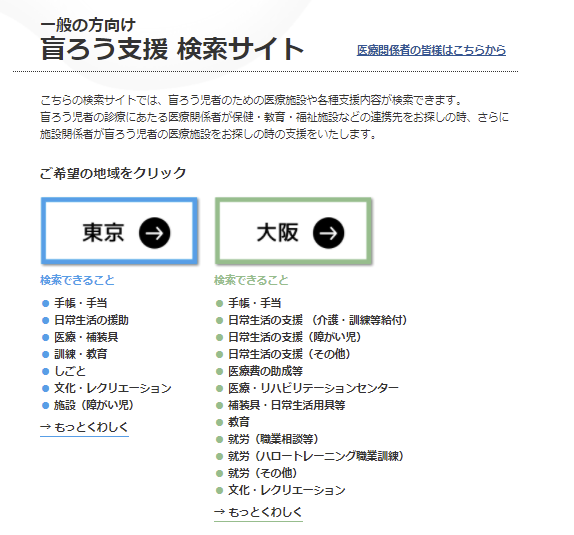 一般の方向け
盲ろう支援 検索サイト
医療関係者の皆様はこちらから
こちらの検索サイトでは、盲ろう児者のための医療施設や各種支援内容が検索できます。
盲ろう児者の診療にあたる医療関係者が保健・教育・福祉施設などの連携先をお探しの時、さらに
施設関係者が盲ろう児者の医療施設をお探しの時の支援をいたします。
ご希望の地域をクリック
東京
大阪
検索できること
手帳・手当
日常生活の援助
医療・補装具
訓練・教育
しごと
文化・レクリエーション
施設（障がい児）
→ もっとくわしく
検索できること
手帳・手当
日常生活の支援 （介護・訓練等給付）
日常生活の支援（障がい児）
日常生活の支援（その他）
医療費の助成等
医療・リハビリテーションセンター
補装具・日常生活用具等
教育
就労（職業相談等）
就労（ハロートレーニング職業訓練）
就労（その他）
文化・レクリエーション
→ もっとくわしく